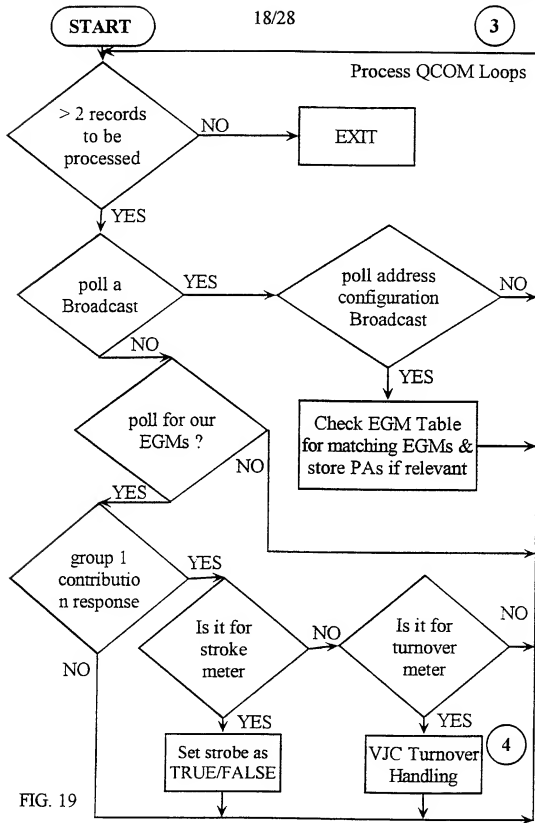 START
18/28
3
Process QCOM Loops
> 2 records
to be
processed
NO
EXIT
YES
poll a
Broadcast
YES
poll address
configuration
Broadcast
NO
NO
YES
poll for our
EGMs ?
Check EGM Table
for matching EGMs &
store PAs if relevant
NO
YES
group 1
contributio
n response
YES
Is it for
stroke
meter
NO
Is it for
turnover
meter
NO
NO
YES
YES
Set strobe as
TRUE/FALSE
VJC Turnover
Handling
4
FIG. 19